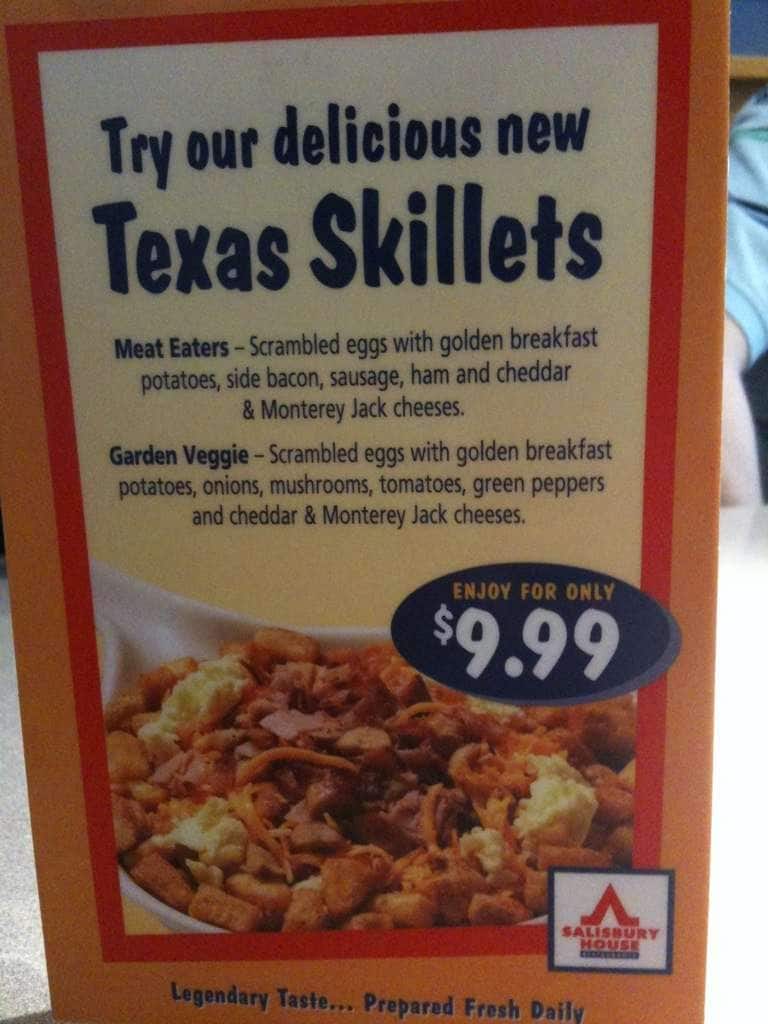 Try our delicious new
Texas Skillets
Meat Eaters – Scrambled eggs with golden breakfast
potatoes, side bacon, sausage, ham and cheddar
& Monterey Jack cheeses.
Garden Veggie – Scrambled eggs with golden breakfast
potatoes, onions, mushrooms, tomatoes, green peppers
and cheddar & Monterey Jack cheeses.
ENJOY FOR ONLY
$9.99
SALISBURY
HOUSE
RESTAURANTS
Legendary Taste... Prepared Fresh Daily